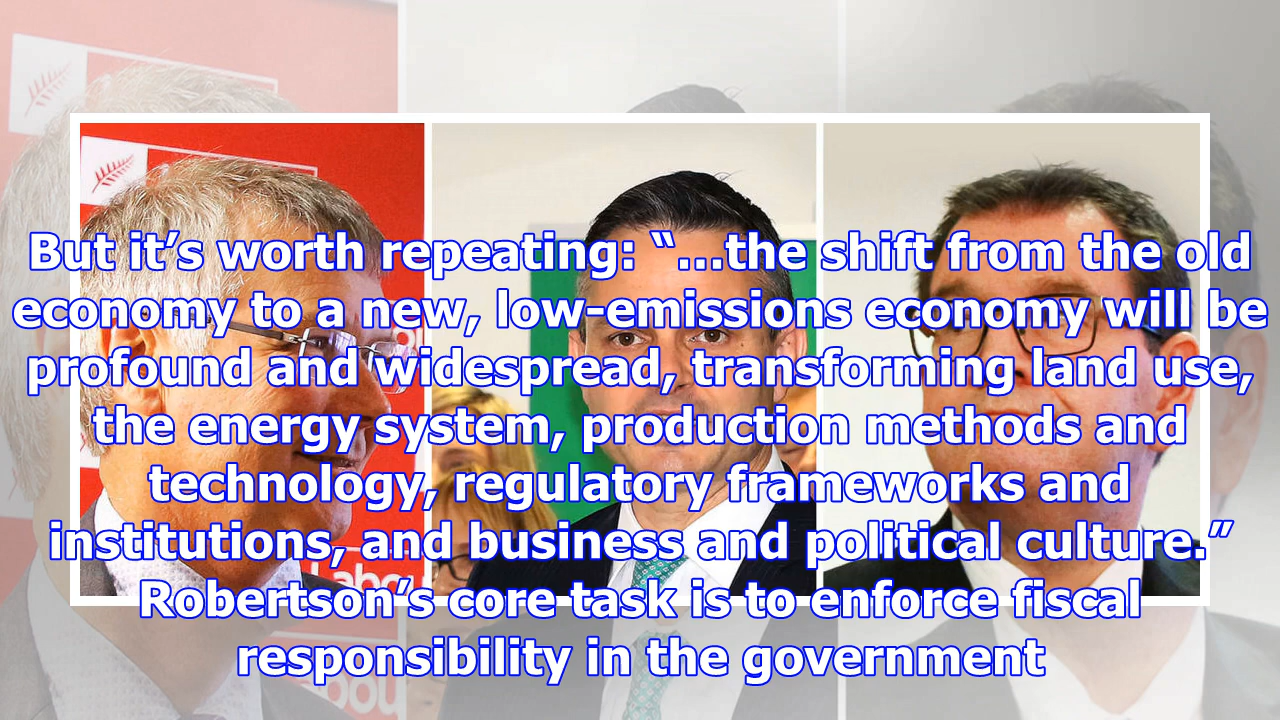 But it’s worth repeating: “...the shift from the old
economy to a new, low-emissions economy will be
profound and widespread, transforming land use,
the energy system, production methods and
technology, regulatory frameworks and
institutions, and business and political culture.”
Robertson’s core task is to enforce fiscal
responsibility in the government
Labou
bou